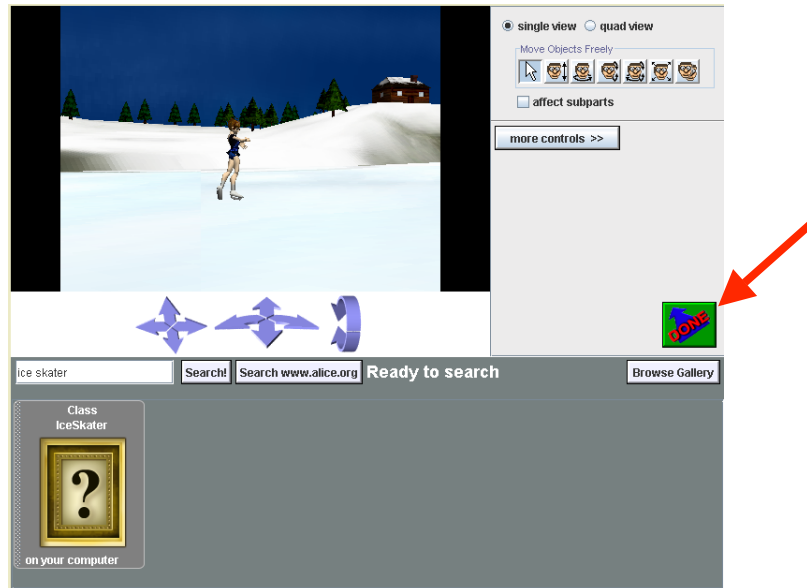 single view quad view
Move Objects Freely
affect subparts
more controls >>
DONE
ice skater Search! Search www.alice.org Ready to search Browse Gallery
Class
IceSkater
?
on your computer